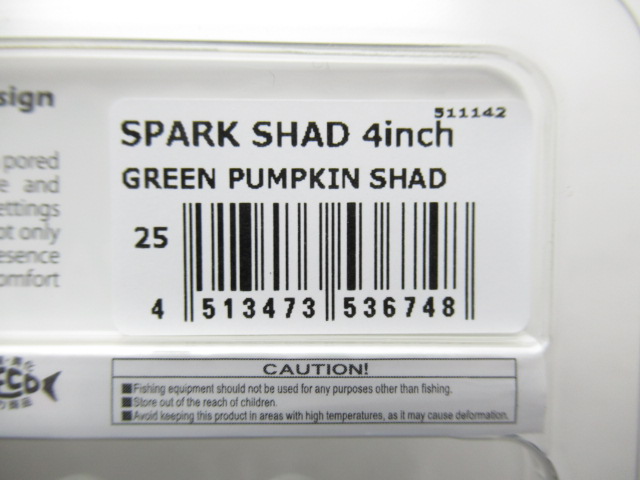 sign
pored
e and
ettings
ot only
esence
omfort
511142
SPARK SHAD 4inch
GREEN PUMPKIN SHAD
25
4 513473 536748
CAUTION!
■Fishing equipment should not be used for any purposes other than fishing.
■Store out of the reach of children.
■Avoid keeping this product in areas with high temperatures, as it may cause deformation.